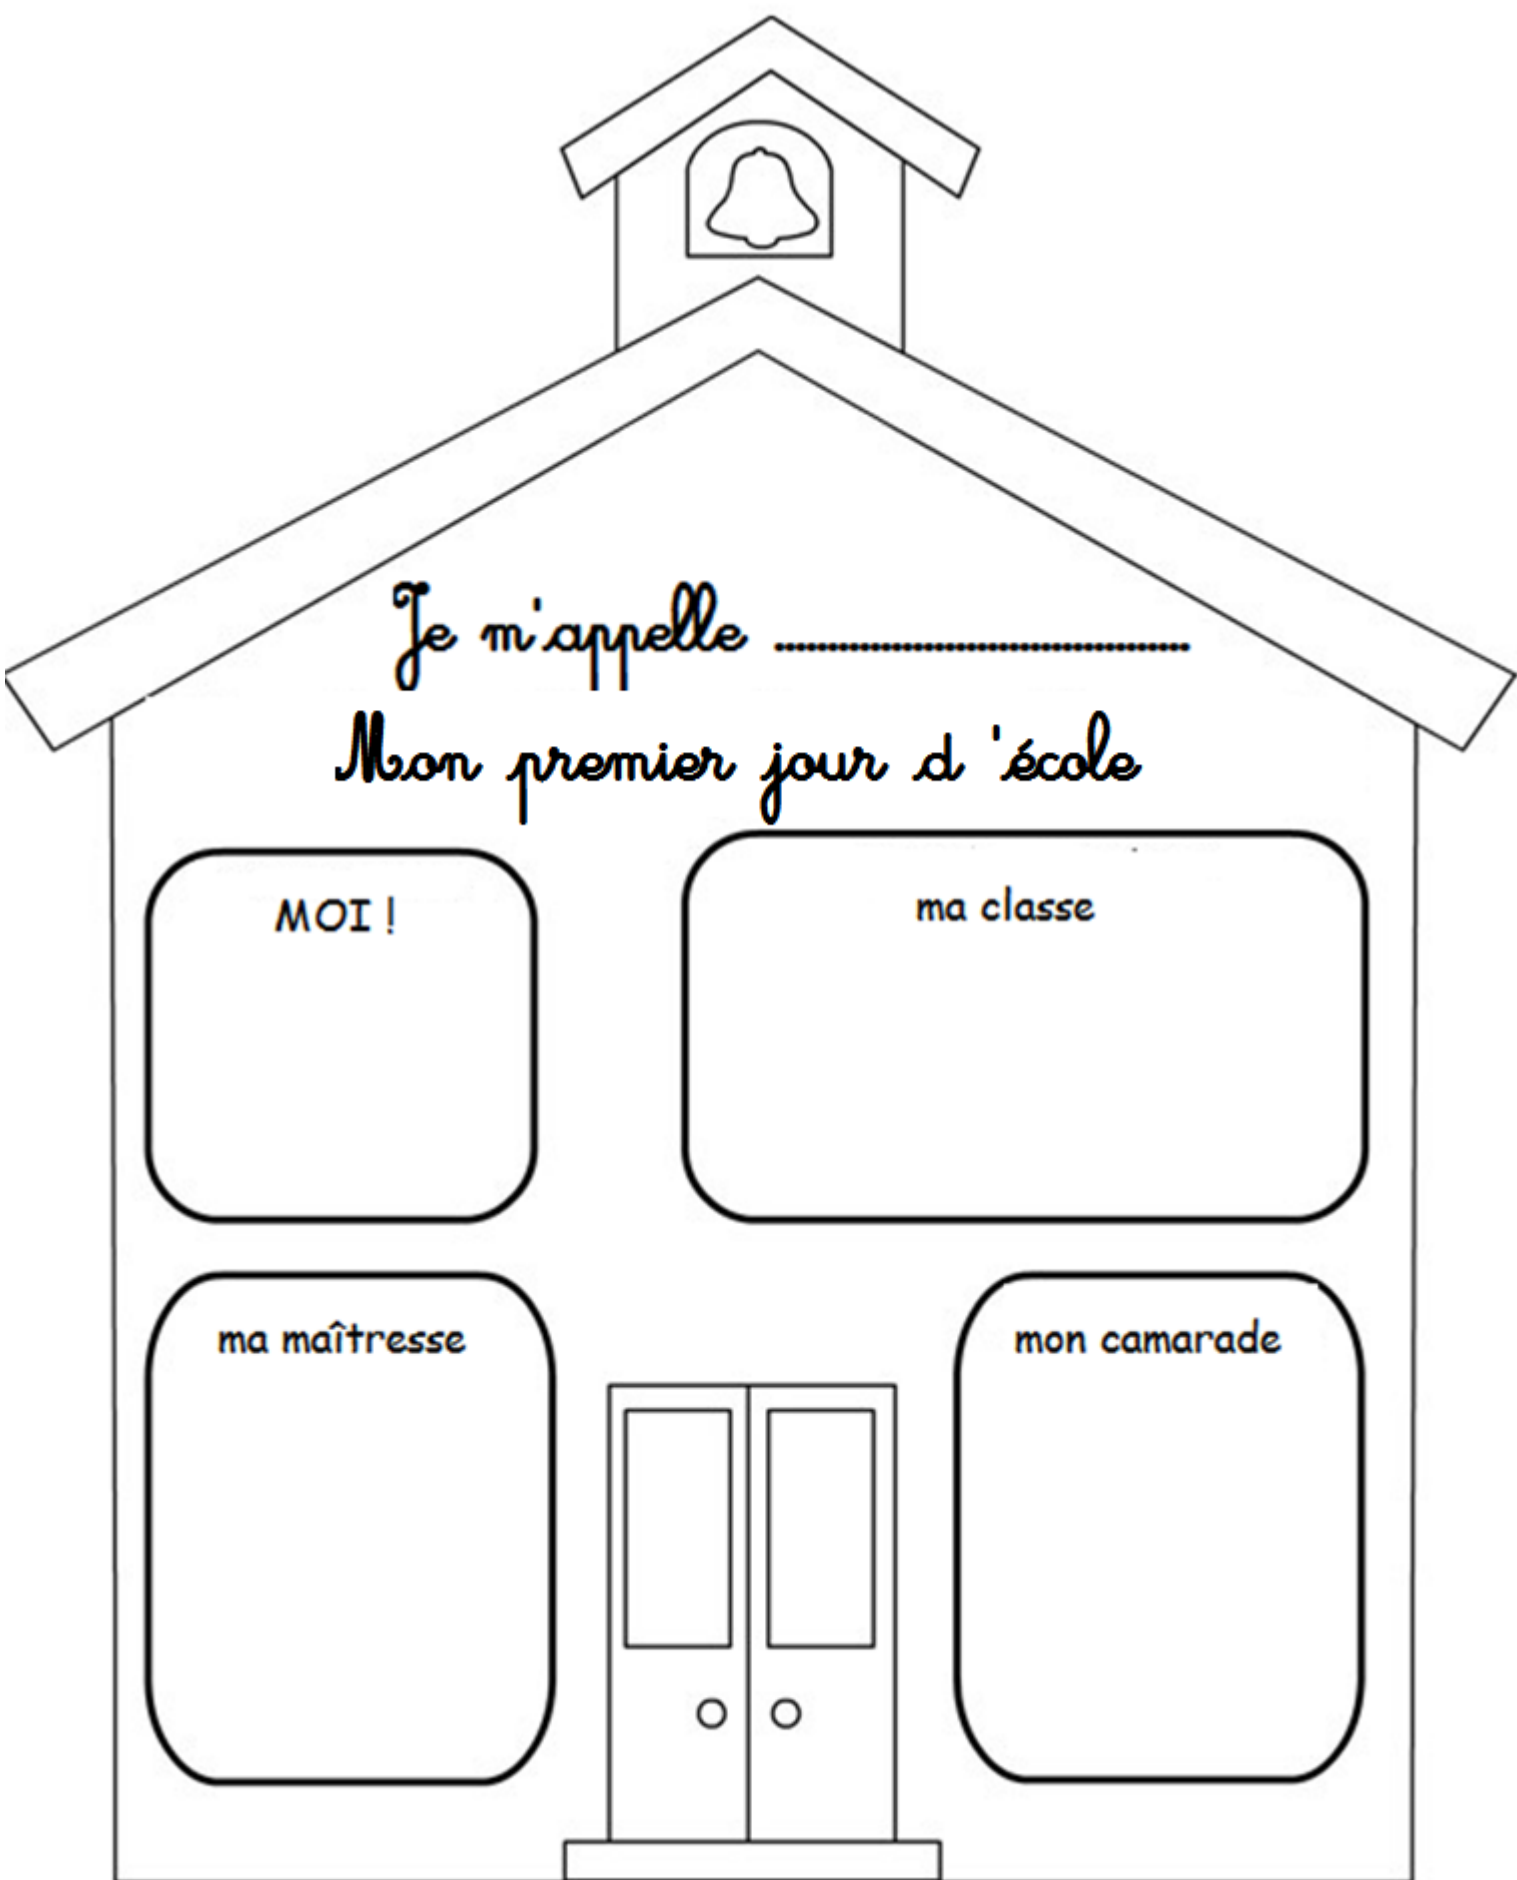 Je m'appelle ........................................
Mon premier jour d 'école
MOI !
ma classe
ma maîtresse
mon camarade